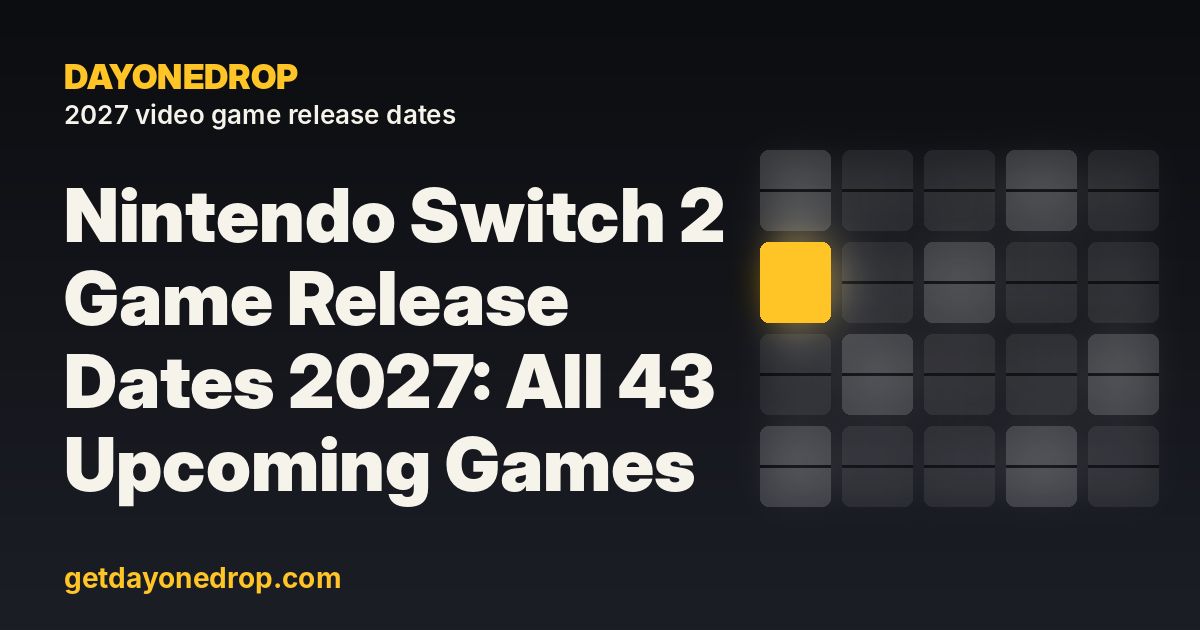 DAYONEDROP
2027 video game release dates
Nintendo Switch 2
Game Release
Dates 2027: All 43
Upcoming Games
getdayonedrop.com